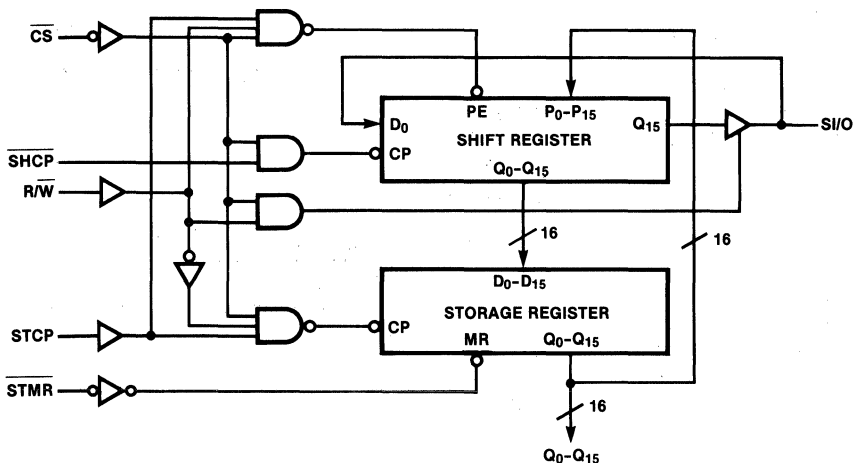 CS
PE
P0–P15
D0
Q15
SI/O
SHIFT REGISTER
SHCP
CP
R/W
Q0–Q15
16
16
D0–D15
STORAGE REGISTER
STCP
CP
MR
Q0–Q15
STMR
16
Q0–Q15